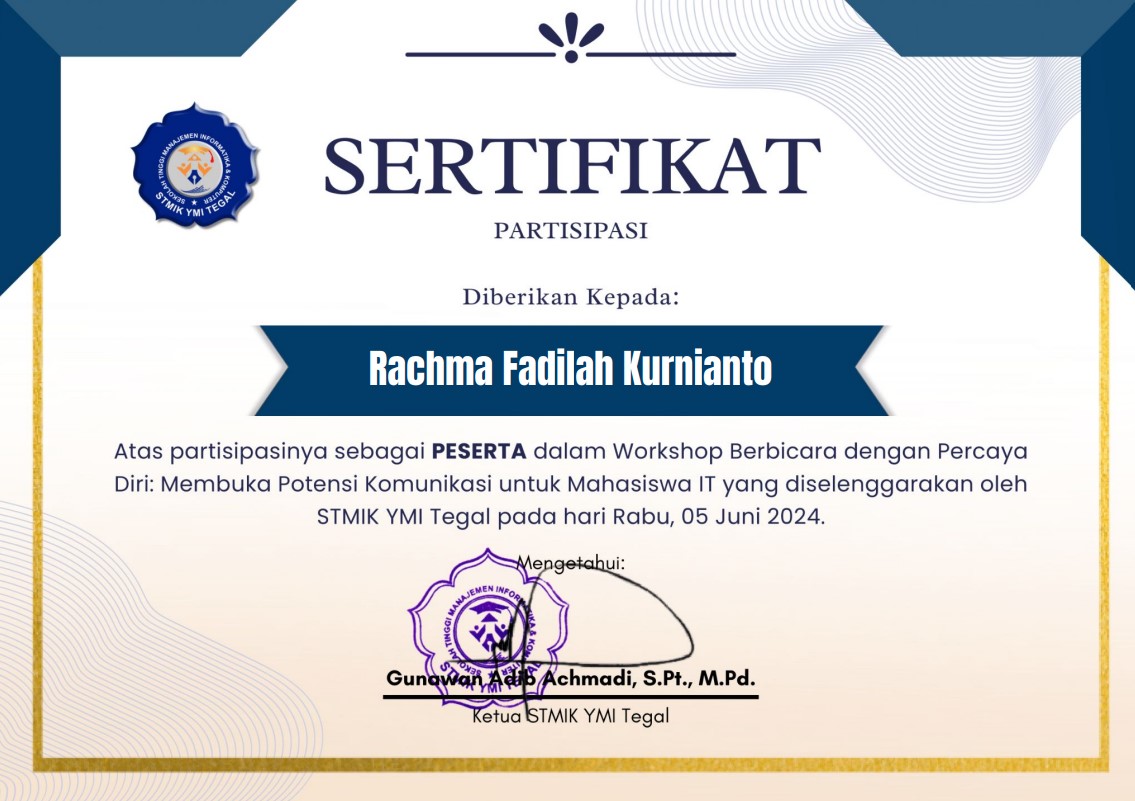 SEKOLAH TINGGI MANAJEMEN INFORMATIKA & KOMPUTER
STMIK YMI TEGAL
SERTIFIKAT
PARTISIPASI
Diberikan Kepada:
Rachma Fadilah Kurnianto
Atas partisipasinya sebagai PESERTA dalam Workshop Berbicara dengan Percaya
Diri: Membuka Potensi Komunikasi untuk Mahasiswa IT yang diselenggarakan oleh
STMIK YMI Tegal pada hari Rabu, 05 Juni 2024.
Mengetahui:
SEKOLAH TINGGI MANAJEMEN INFORMATIKA & KOMPUTER
STMIK YMI TEGAL
Gunawan Adib Achmadi, S.Pt., M.Pd.
Ketua STMIK YMI Tegal